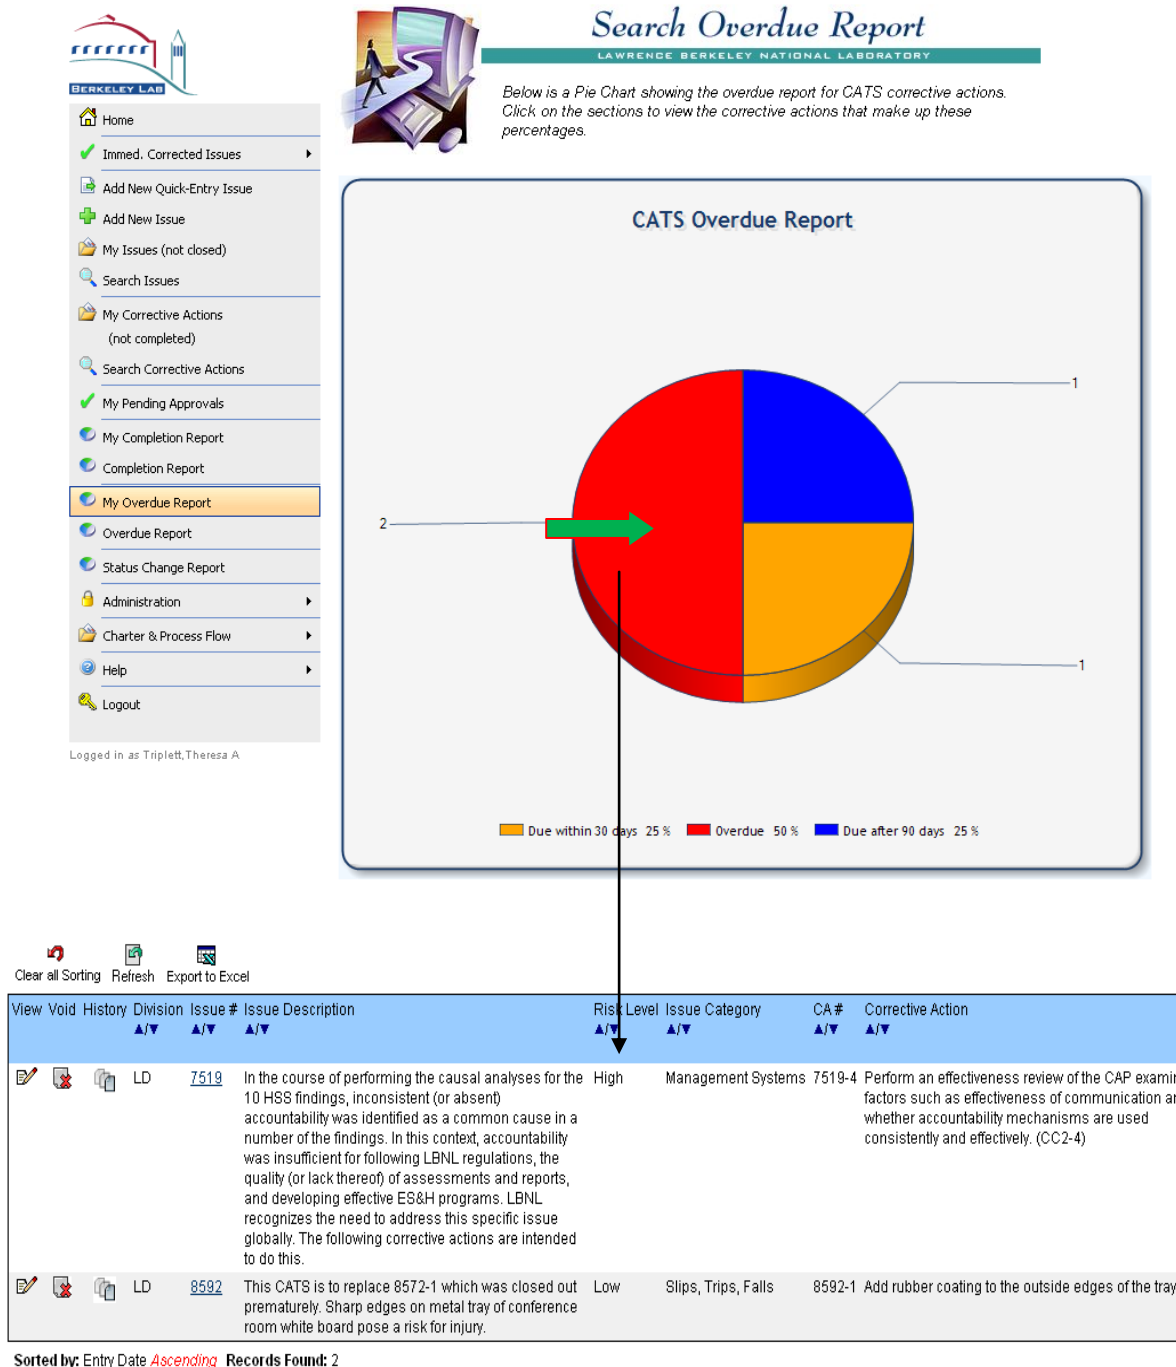 Search Overdue Report
LAWRENCE BERKELEY NATIONAL LABORATORY
BERKELEY LAB
Below is a Pie Chart showing the overdue report for CATS corrective actions.
Click on the sections to view the corrective actions that make up these
percentages.
Home
Immed. Corrected Issues
Add New Quick-Entry Issue
Add New Issue
My Issues (not closed)
Search Issues
My Corrective Actions
(not completed)
Search Corrective Actions
My Pending Approvals
My Completion Report
Completion Report
My Overdue Report
Overdue Report
Status Change Report
Administration
Charter & Process Flow
Help
Logout
Logged in as Triplett,Theresa A
CATS Overdue Report
1
2
1
Due within 30 days 25 % Overdue 50 % Due after 90 days 25 %
Clear all Sorting Refresh Export to Excel
View Void History Division Issue # Issue Description Risk Level Issue Category CA # Corrective Action
▲/▼ ▲/▼ ▲/▼ ▲/▼ ▲/▼ ▲/▼ ▲/▼
LD 7519 In the course of performing the causal analyses for the High Management Systems 7519-4 Perform an effectiveness review of the CAP examin
10 HSS findings, inconsistent (or absent) factors such as effectiveness of communication a
accountability was identified as a common cause in a whether accountability mechanisms are used
number of the findings. In this context, accountability consistently and effectively. (CC2-4)
was insufficient for following LBNL regulations, the
quality (or lack thereof) of assessments and reports,
and developing effective ES&H programs. LBNL
recognizes the need to address this specific issue
globally. The following corrective actions are intended
to do this.
LD 8592 This CATS is to replace 8572-1 which was closed out Low Slips, Trips, Falls 8592-1 Add rubber coating to the outside edges of the tray
prematurely. Sharp edges on metal tray of conference
room white board pose a risk for injury.
Sorted by: Entry Date Ascending Records Found: 2